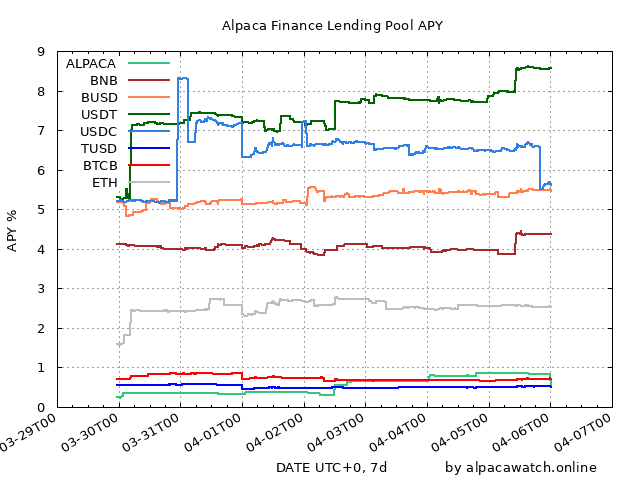 Alpaca Finance Lending Pool APY
9
8
7
6
5
4
3
2
1
0
APY %
ALPACA
BNB
BUSD
USDT
USDC
TUSD
BTCB
ETH
03-29T00
03-30T00
03-31T00
04-01T00
04-02T00
04-03T00
04-04T00
04-05T00
04-06T00
04-07T00
DATE UTC+0, 7d
by alpacawatch.online